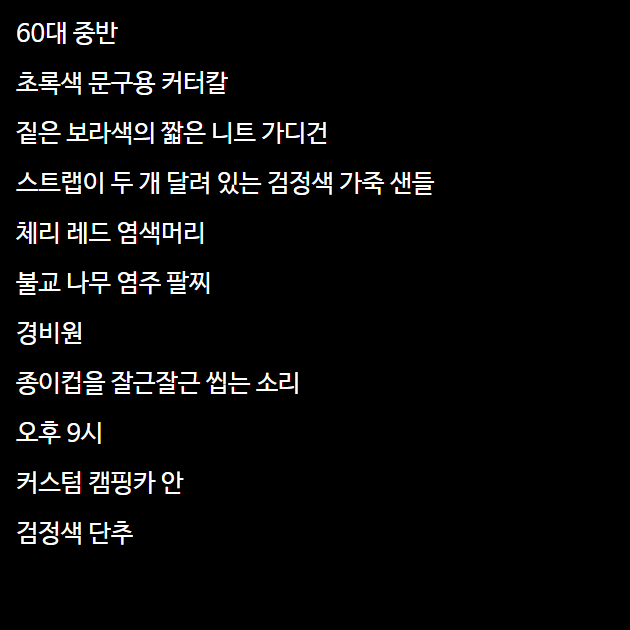 60대 중반
초록색 문구용 커터칼
짙은 보라색의 짧은 니트 가디건
스트랩이 두 개 달려 있는 검정색 가죽 샌들
체리 레드 염색머리
불교 나무 염주 팔찌
경비원
종이컵을 잘근잘근 씹는 소리
오후 9시
커스텀 캠핑카 안
검정색 단추